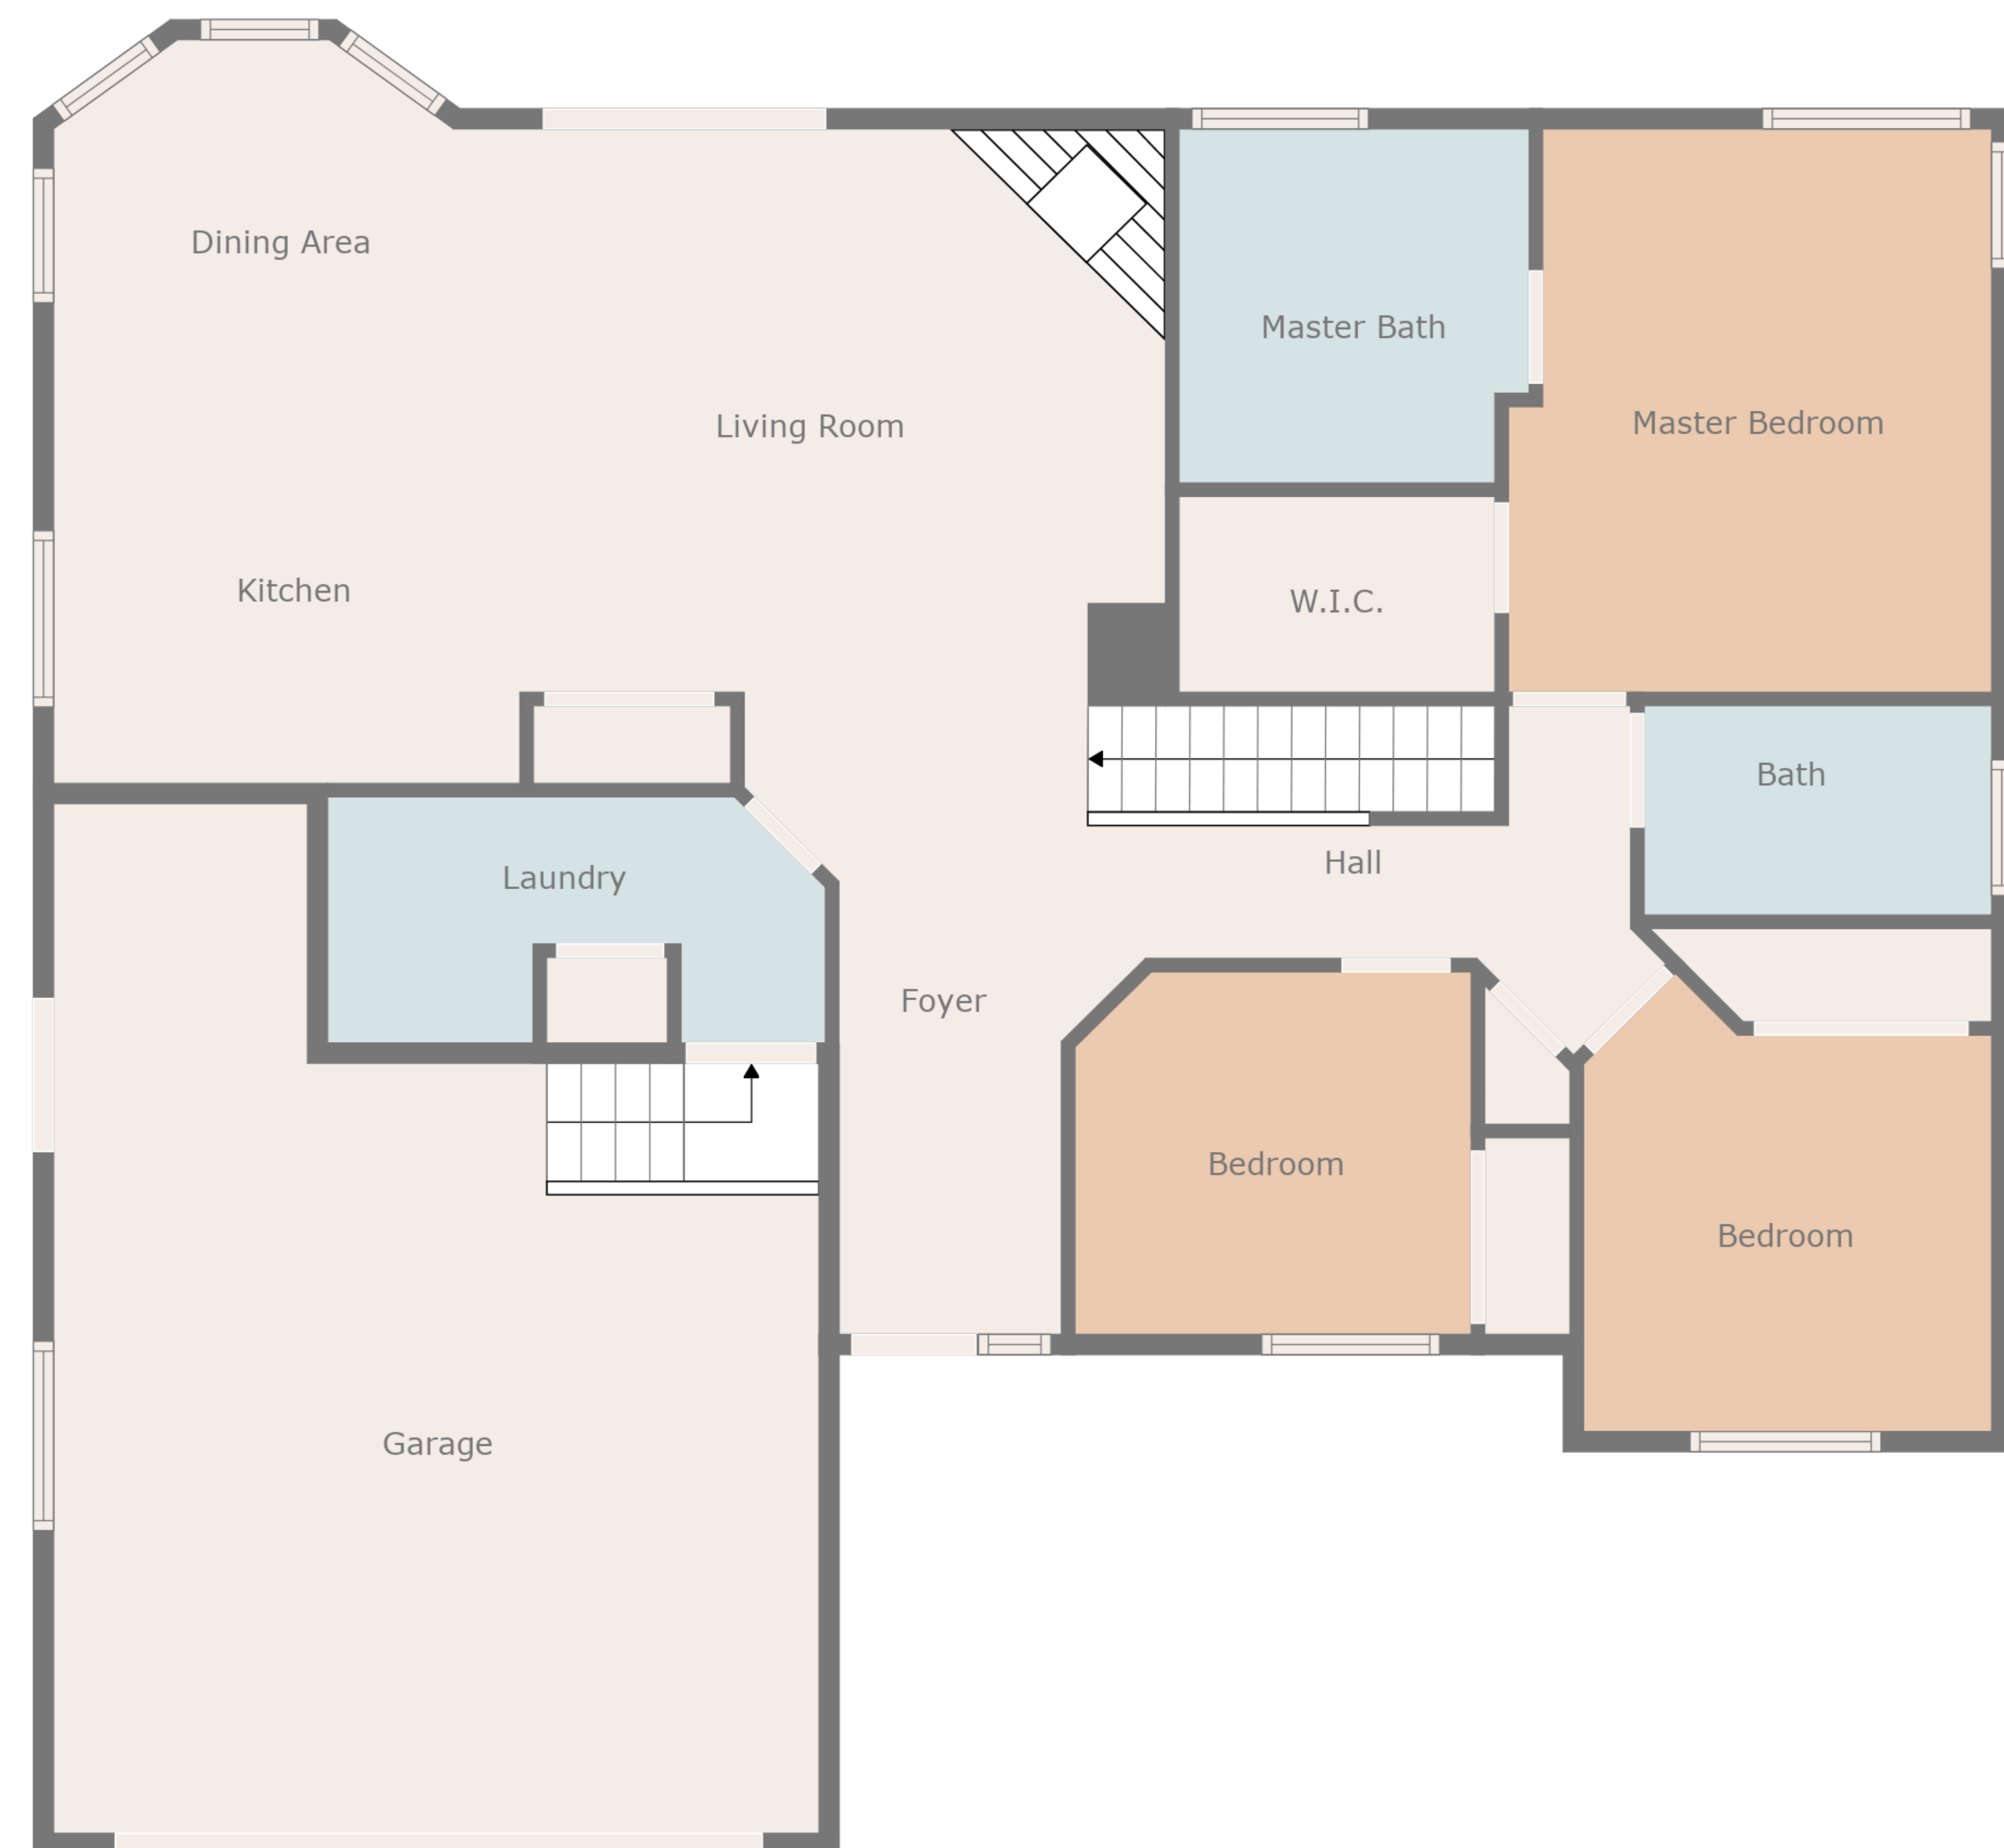 Dining Area
Master Bath
Living Room
Master Bedroom
Kitchen
W.I.C.
Bath
Hall
Laundry
Foyer
Bedroom
Bedroom
Garage